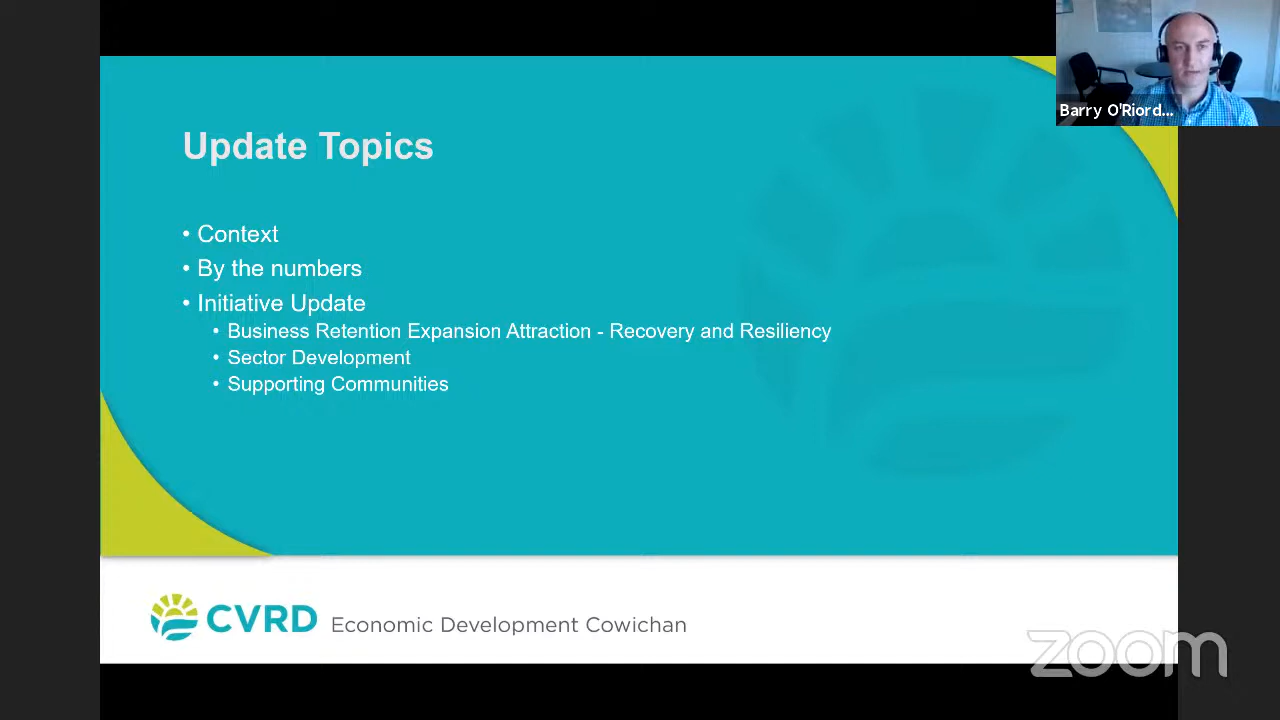 Barry O'Riord...
Update Topics
• Context
• By the numbers
• Initiative Update
• Business Retention Expansion Attraction - Recovery and Resiliency
• Sector Development
• Supporting Communities
CVRD Economic Development Cowichan
zoom